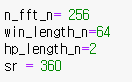 n_fft_n= 256
win_length_n=64
hp_length_n=2
sr = 360